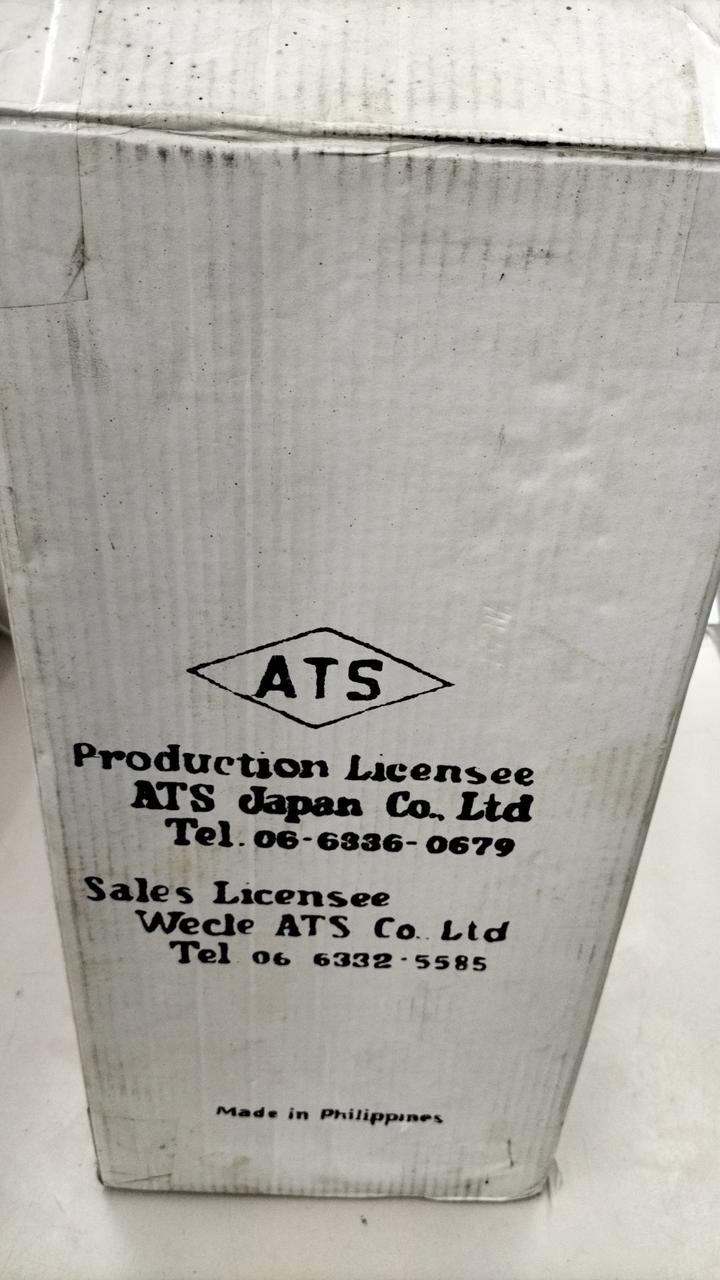 ATS
Production Licensee
ATS Japan Co., Ltd
Tel. 06-6336-0679
Sales Licensee
Wecle ATS Co. Ltd
Tel 06 6332-5585
Made in Philippines